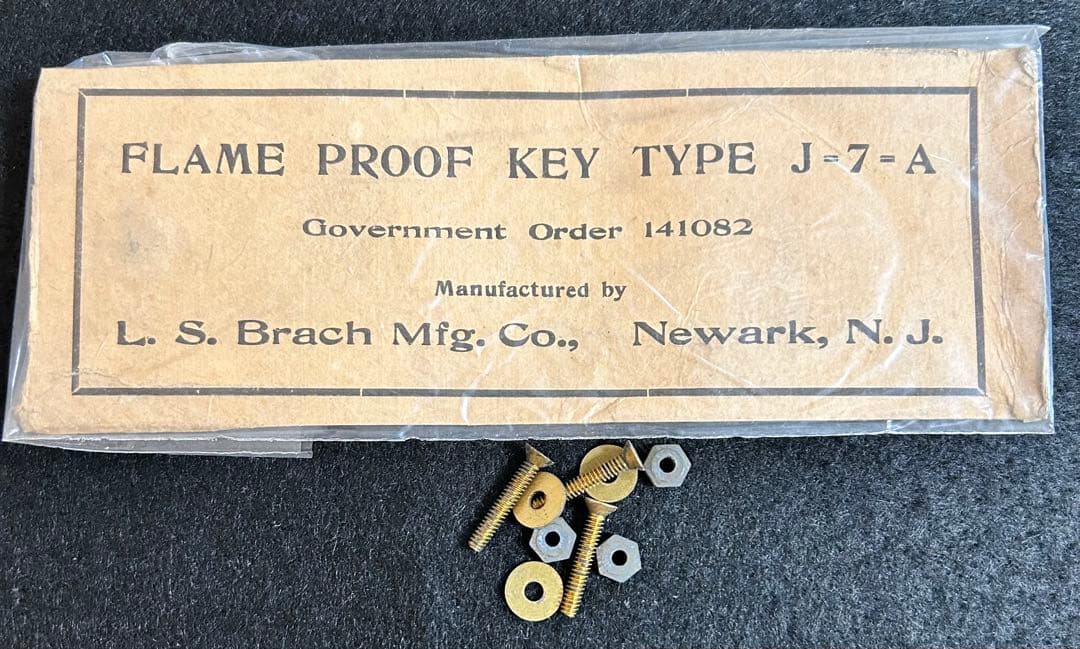 FLAME PROOF KEY TYPE J=7=A
Government Order 141082
Manufactured by
L. S. Brach Mfg. Co., Newark, N. J.